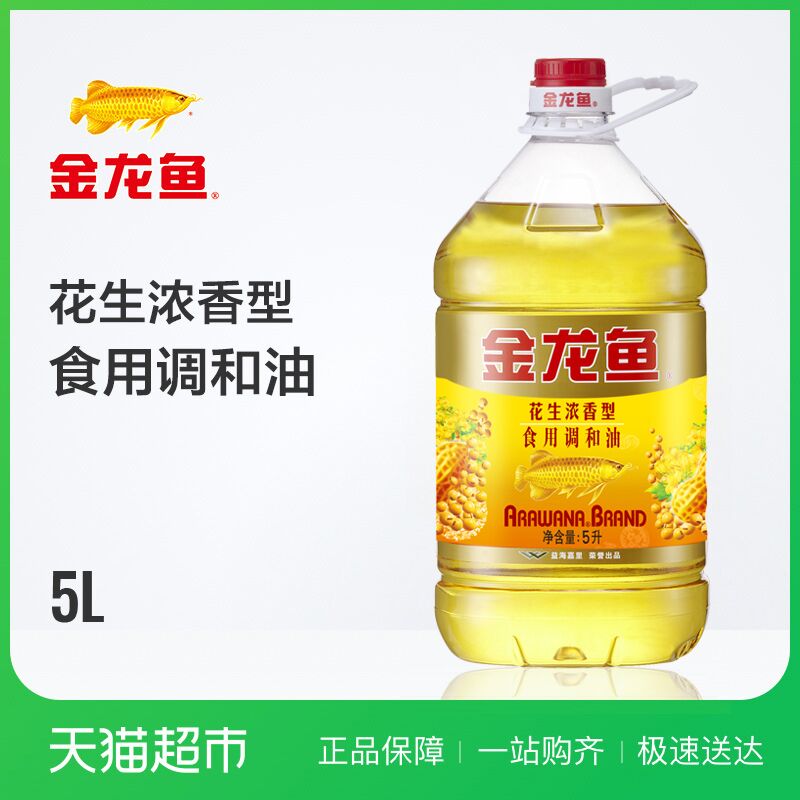 金龙鱼®
花生浓香型
食用调和油
5L
金龙鱼®
金龙鱼®
花生浓香型
食用调和油
ARAWANA® BRAND
净含量:5升
益海嘉里 荣誉出品
天猫超市 正品保障 | 一站购齐 | 极速送达